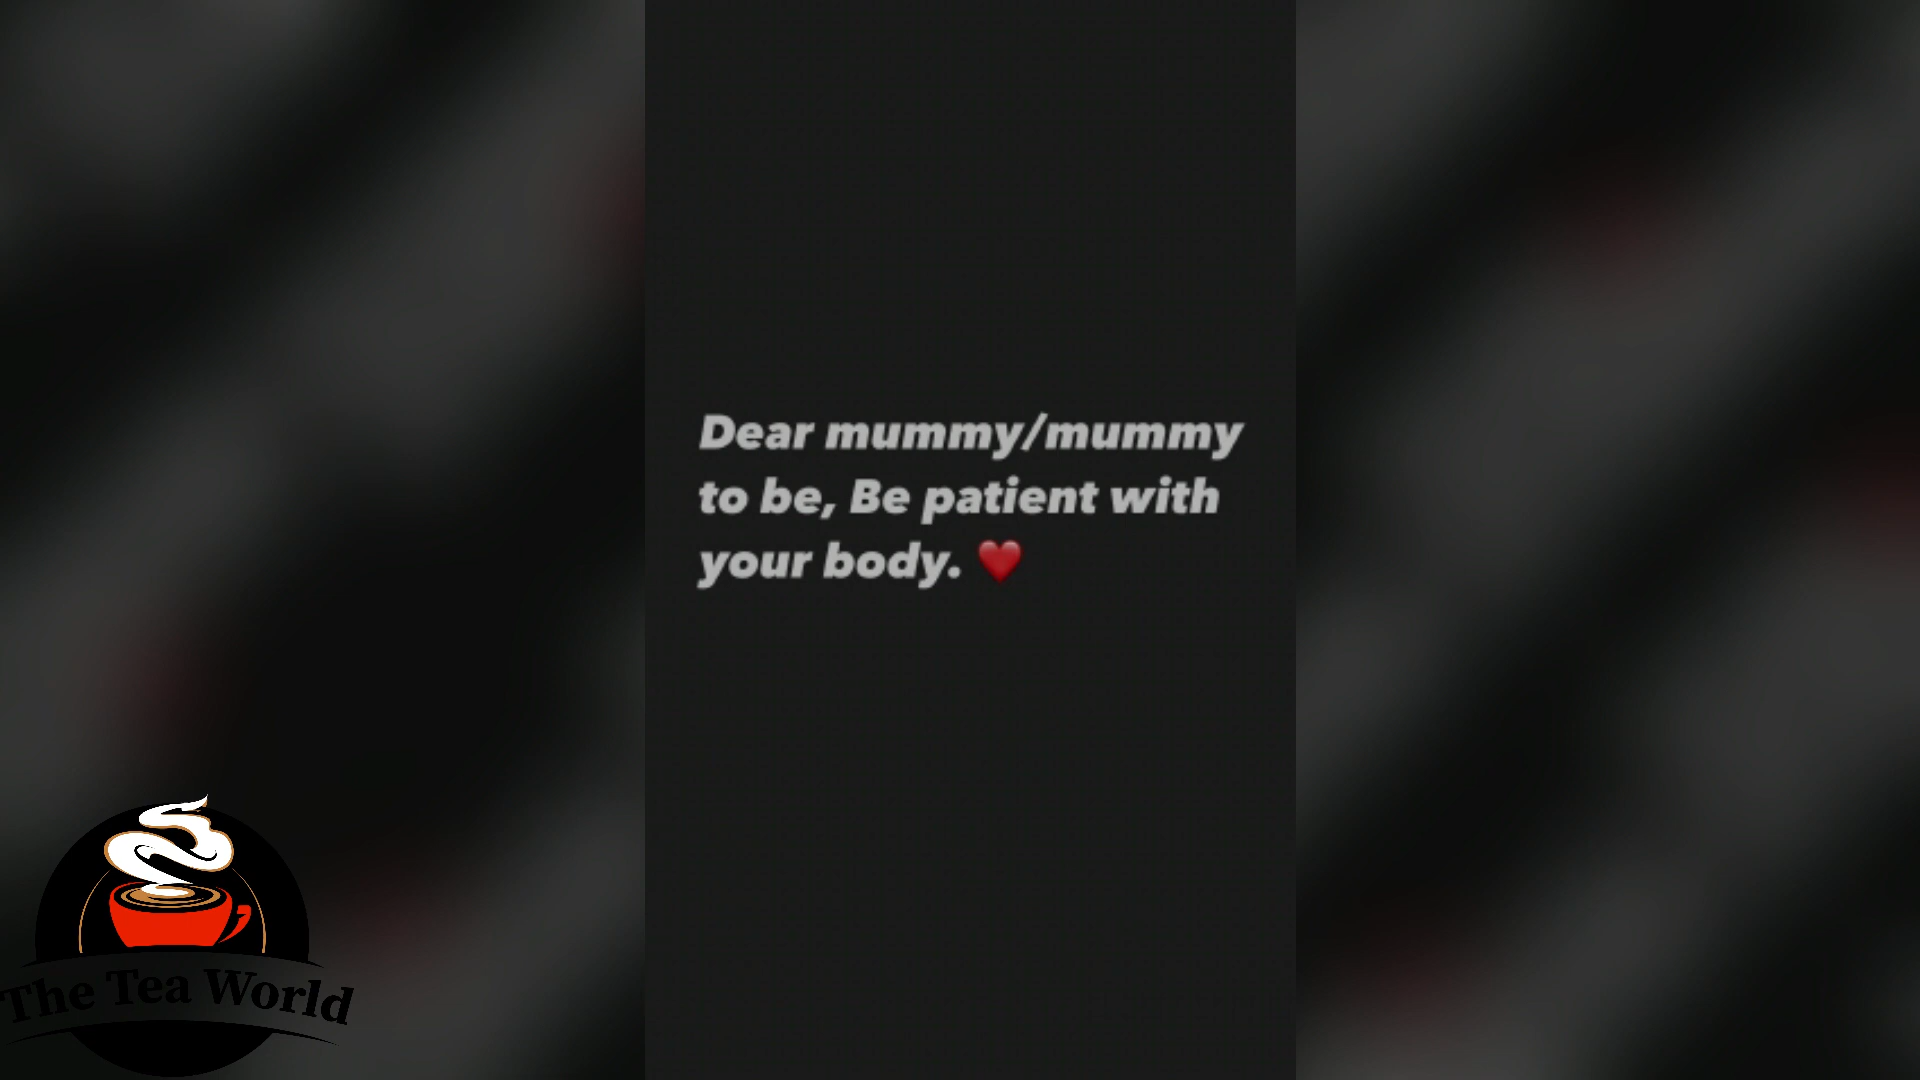 Dear mummy/mummy
to be, Be patient with
your body. ❤️
The Tea World